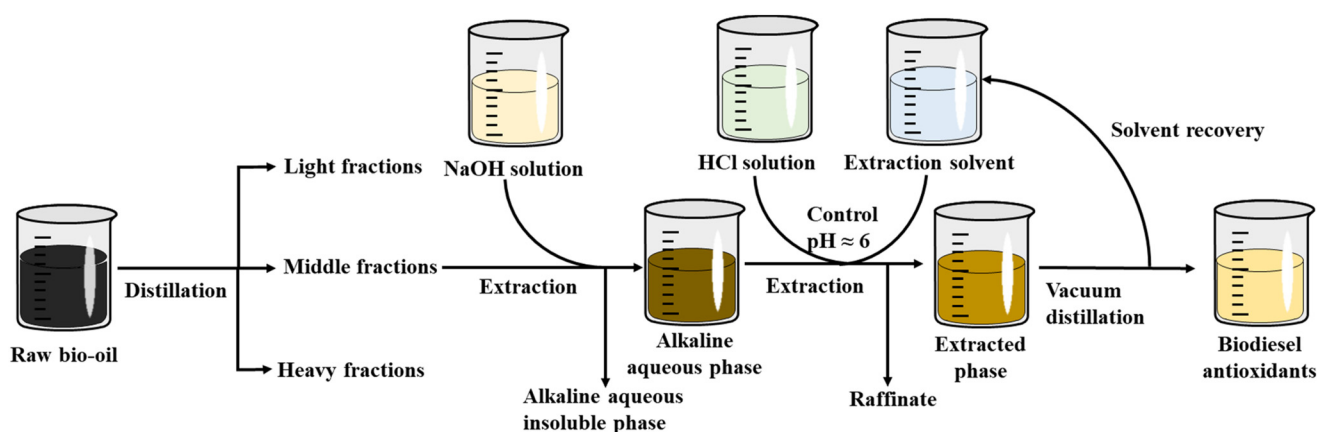 Raw bio-oil
Distillation
Light fractions
Middle fractions
Heavy fractions
NaOH solution
Extraction
Alkaline aqueous
insoluble phase
Alkaline
aqueous phase
HCl solution
Extraction solvent
Control
pH ≈ 6
Extraction
Raffinate
Extracted
phase
Solvent recovery
Vacuum
distillation
Biodiesel
antioxidants